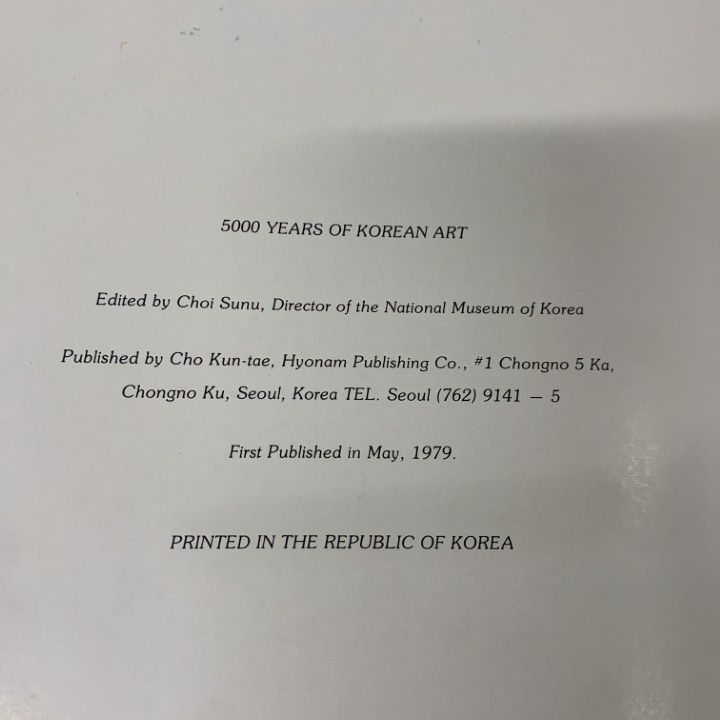 5000 YEARS OF KOREAN ART
Edited by Choi Sunu, Director of the National Museum of Korea
Published by Cho Kun-tae, Hyonam Publishing Co., #1 Chongno 5 Ka,
Chongno Ku, Seoul, Korea TEL. Seoul (762) 9141 — 5
First Published in May, 1979.
PRINTED IN THE REPUBLIC OF KOREA